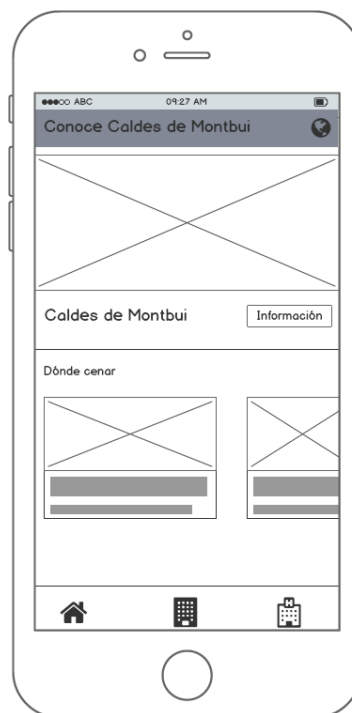 ABC 09:27 AM
Conoce Caldes de Montbui
Caldes de Montbui Información
Dónde cenar
H